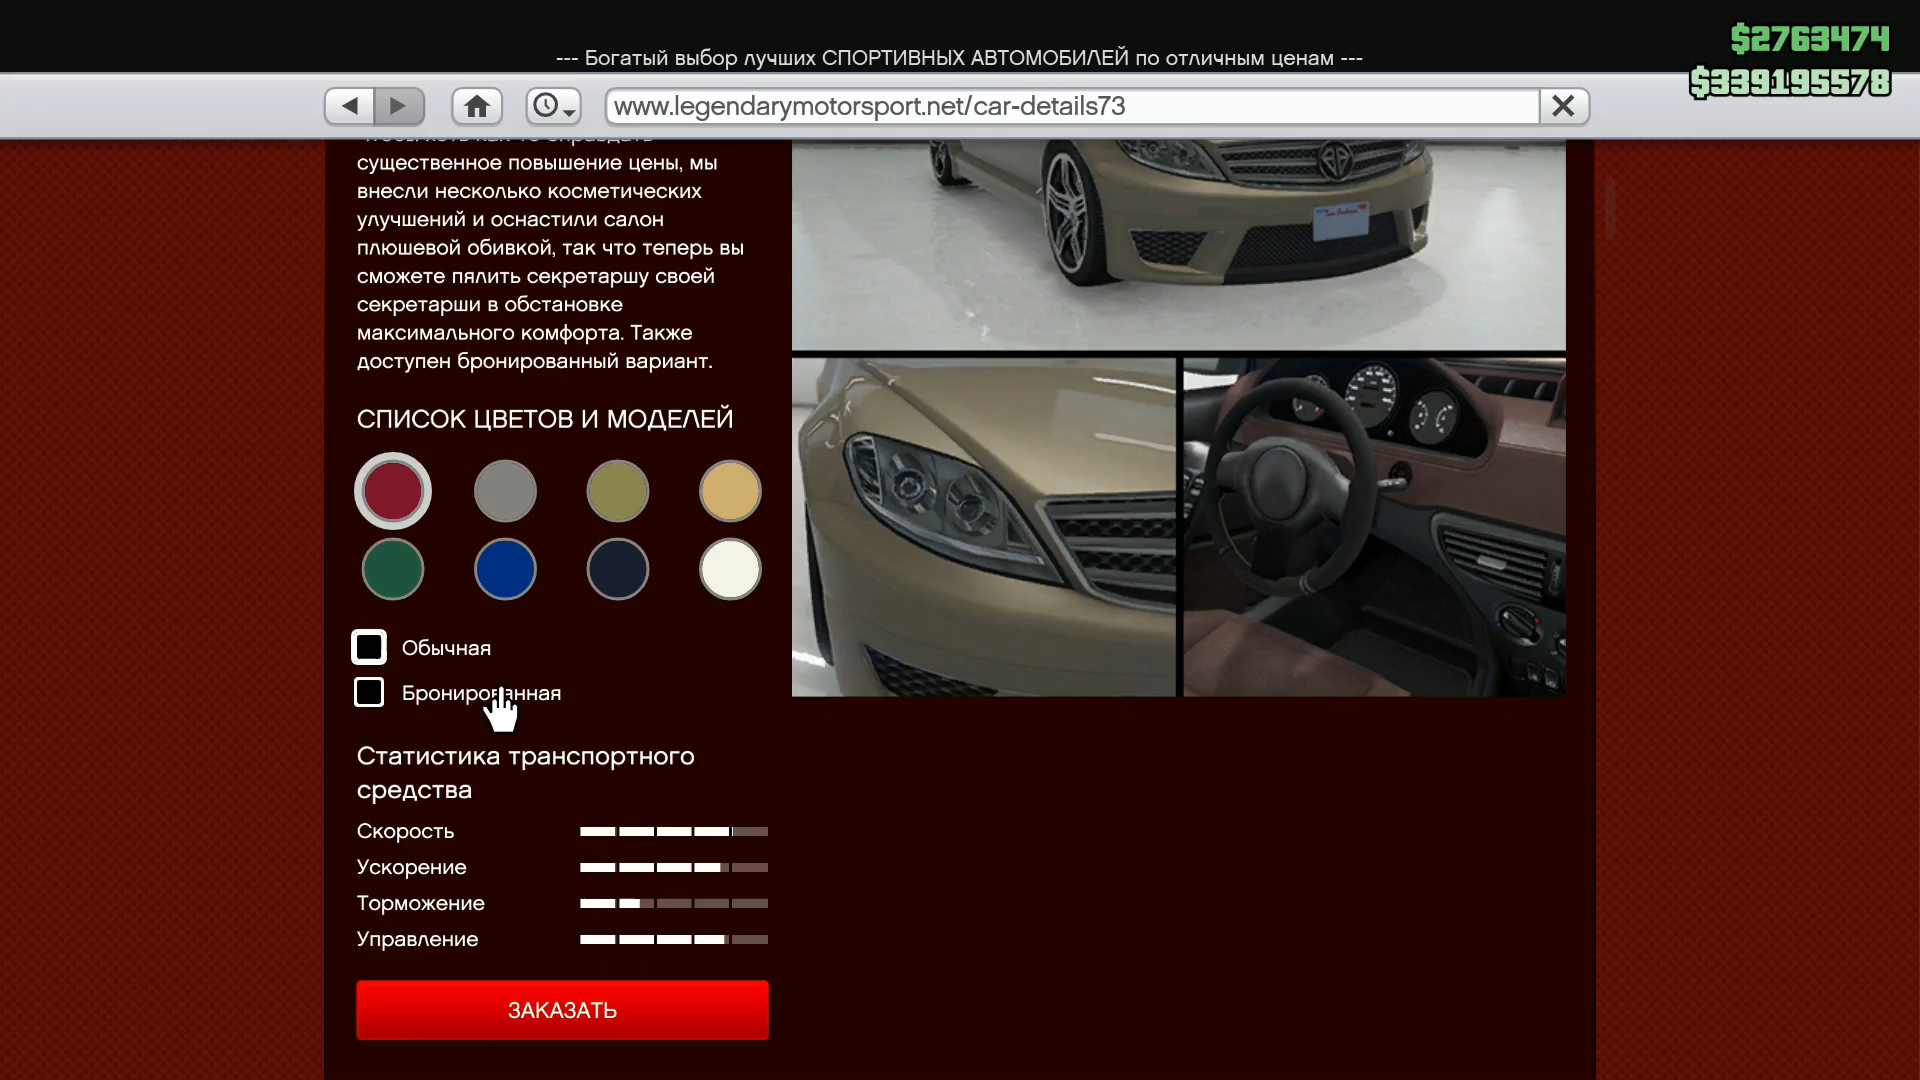 $2763474
--- Богатый выбор лучших СПОРТИВНЫХ АВТОМОБИЛЕЙ по отличным ценам ---
$339195578
www.legendarymotorsport.net/car-details73
существенное повышение цены, мы
внесли несколько косметических
улучшений и оснастили салон
плюшевой обивкой, так что теперь вы
сможете пялить секретаршу своей
секретарши в обстановке
максимального комфорта. Также
доступен бронированный вариант.
СПИСОК ЦВЕТОВ И МОДЕЛЕЙ
Обычная
Бронированная
Статистика транспортного
средства
Скорость
Ускорение
Торможение
Управление
ЗАКАЗАТЬ